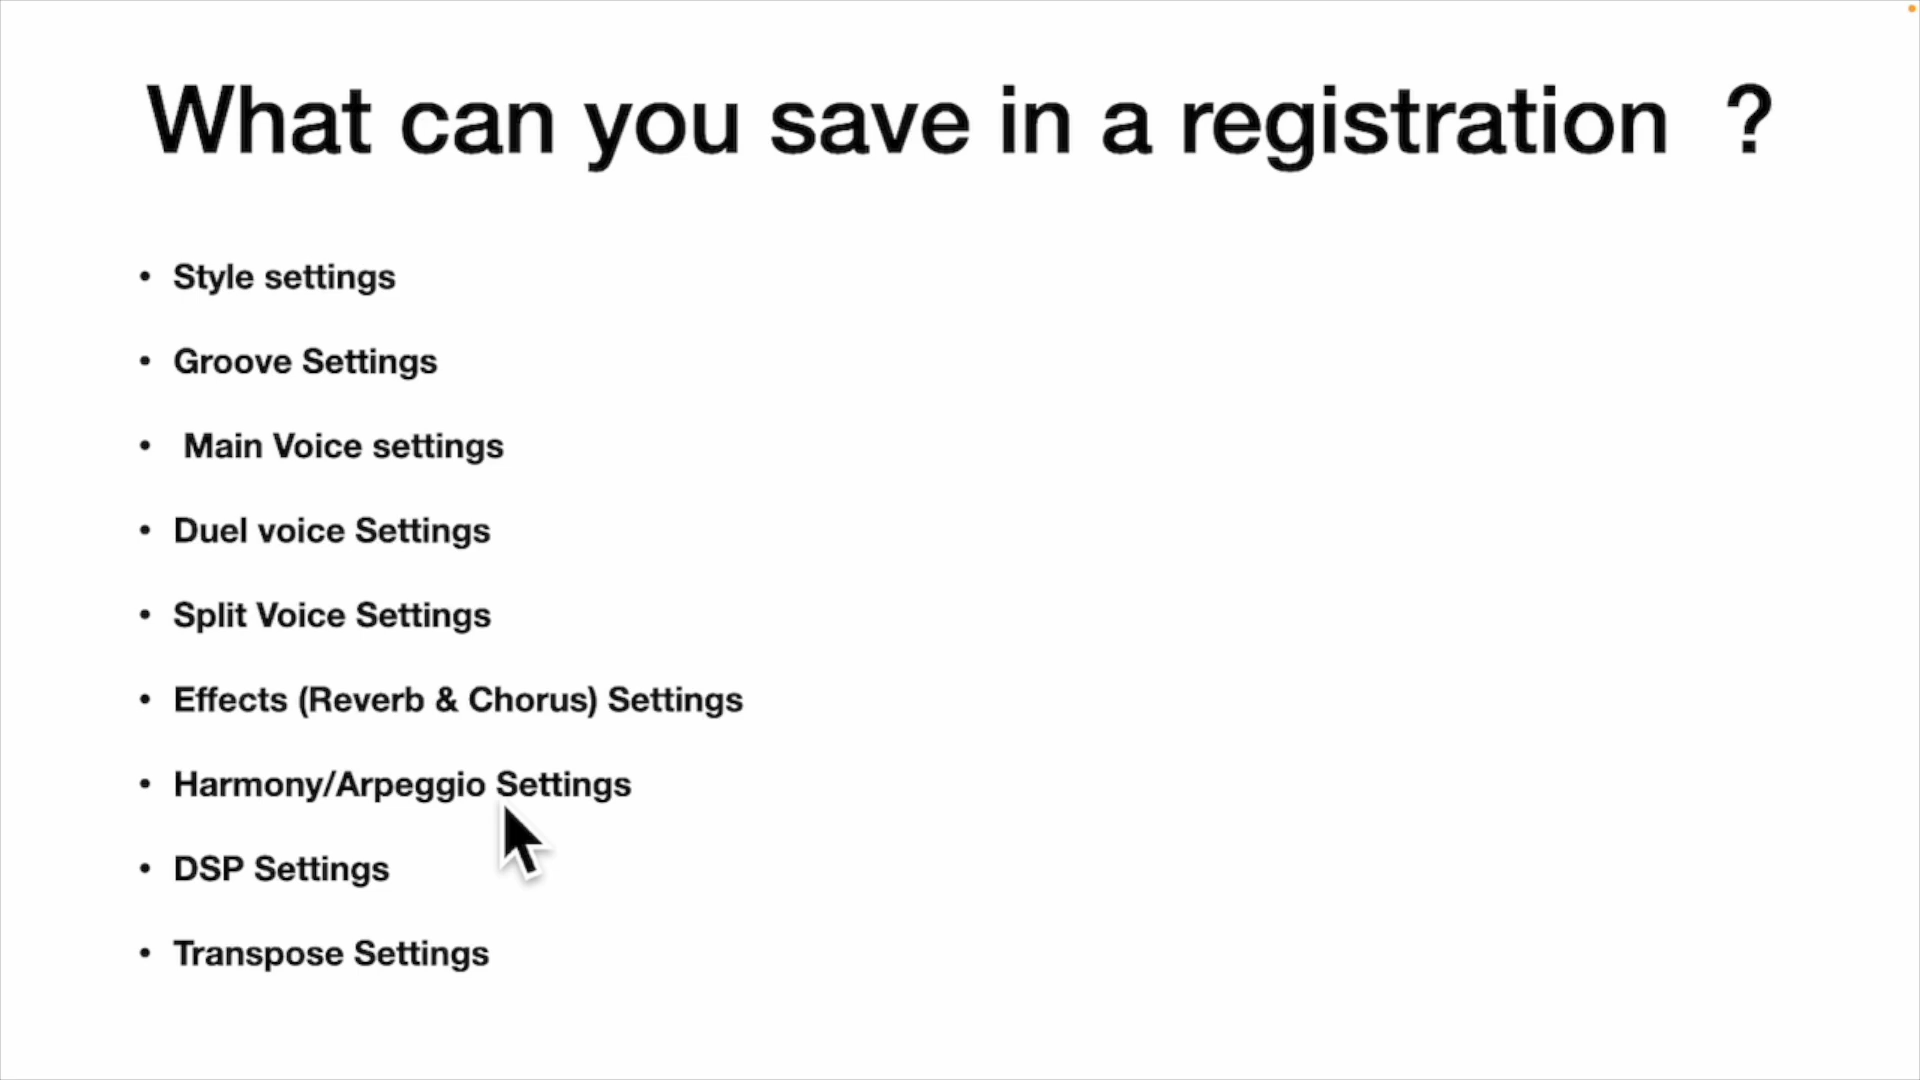 What can you save in a registration ?
• Style settings
• Groove Settings
• Main Voice settings
• Duel voice Settings
• Split Voice Settings
• Effects (Reverb & Chorus) Settings
• Harmony/Arpeggio Settings
• DSP Settings
• Transpose Settings